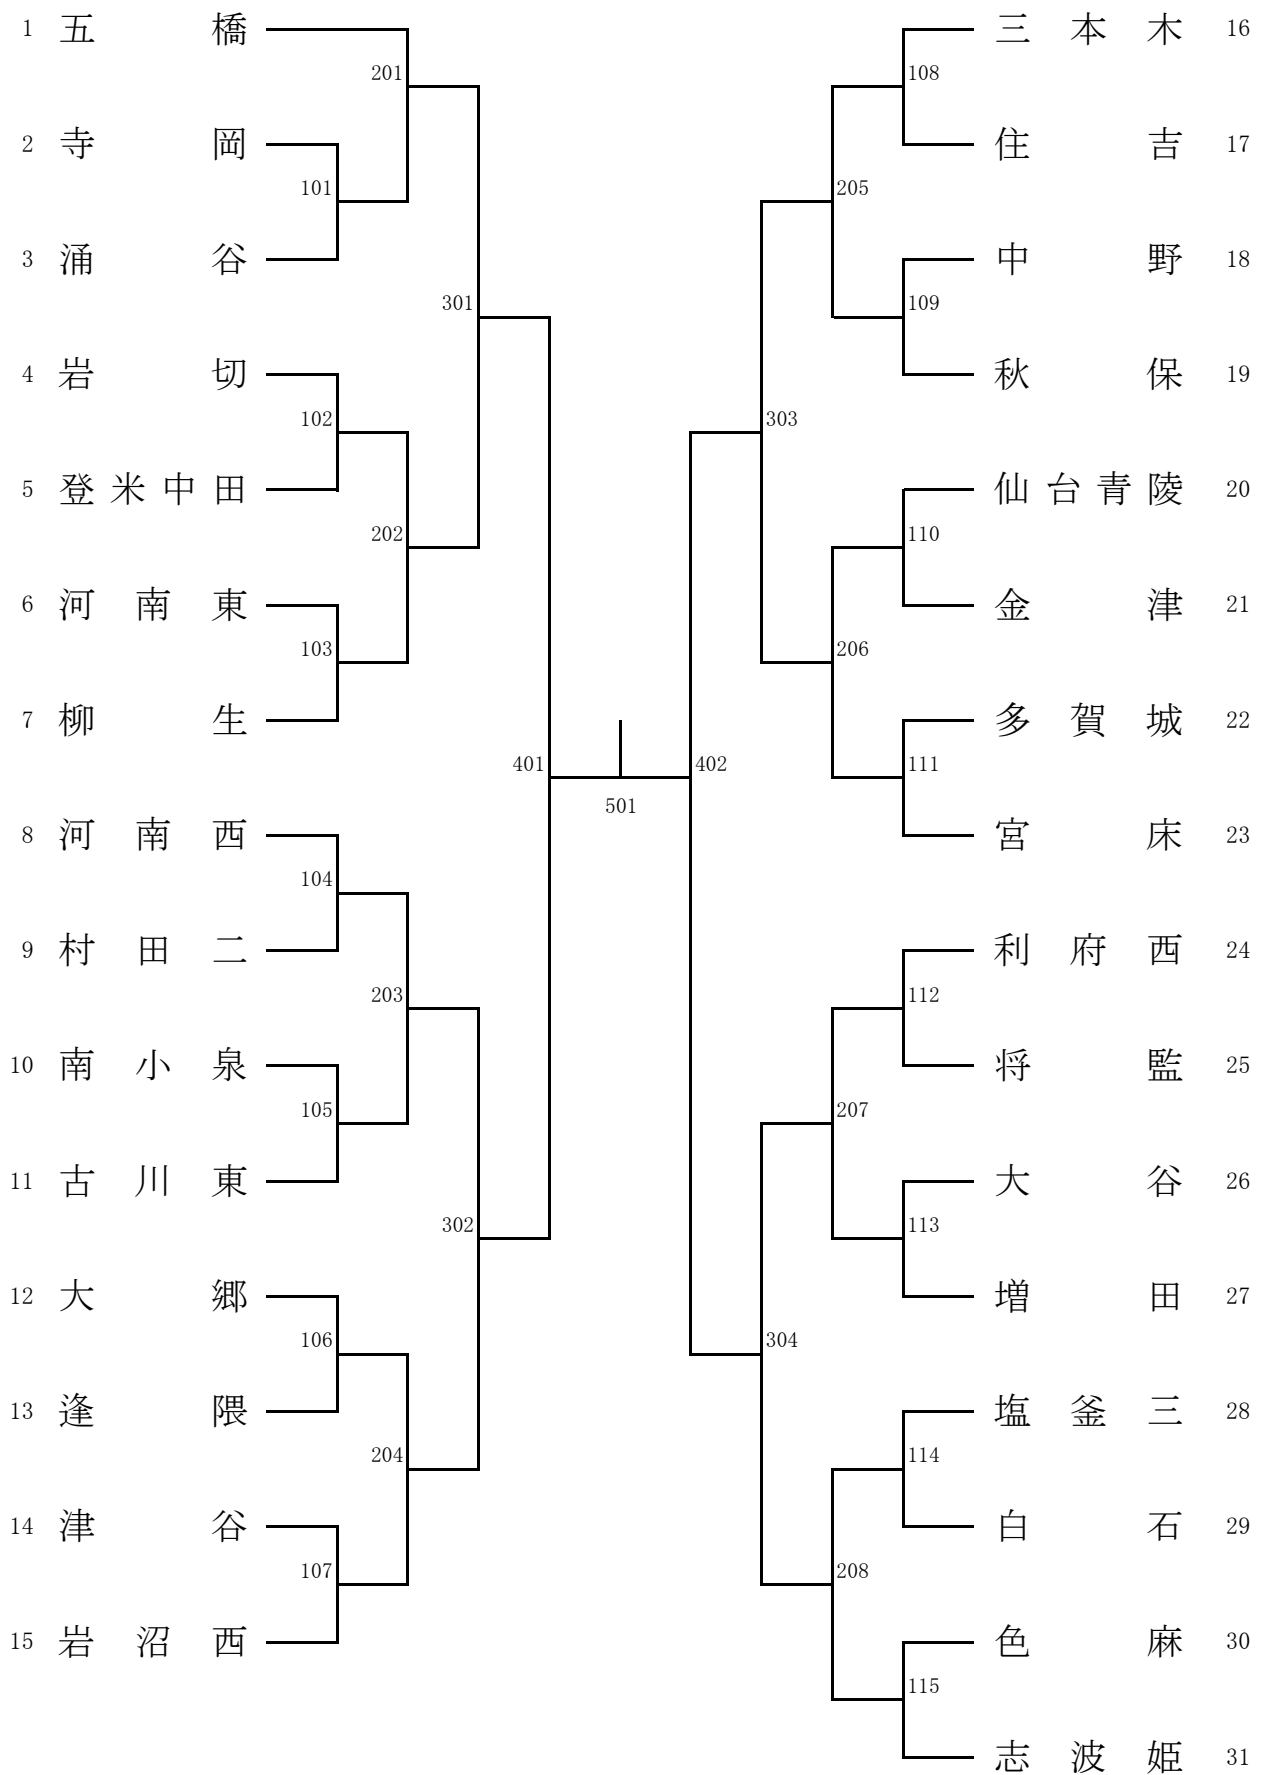 1 五橋
201
2 寺岡
101
3 涌谷
301
4 岩切
102
5 登米中田
202
6 河南東
103
7 柳生
401
8 河南西
104
9 村田二
203
10 南小泉
105
11 古川東
302
12 大郷
106
13 逢隈
204
14 津谷
107
15 岩沼西
501
三本木 16
108
住吉 17
205
中野 18
109
秋保 19
303
仙台青陵 20
110
金津 21
206
多賀城 22
402
111
宮床 23
利府西 24
112
将監 25
207
大谷 26
113
増田 27
304
塩釜三 28
114
白石 29
208
色麻 30
115
志波姫 31